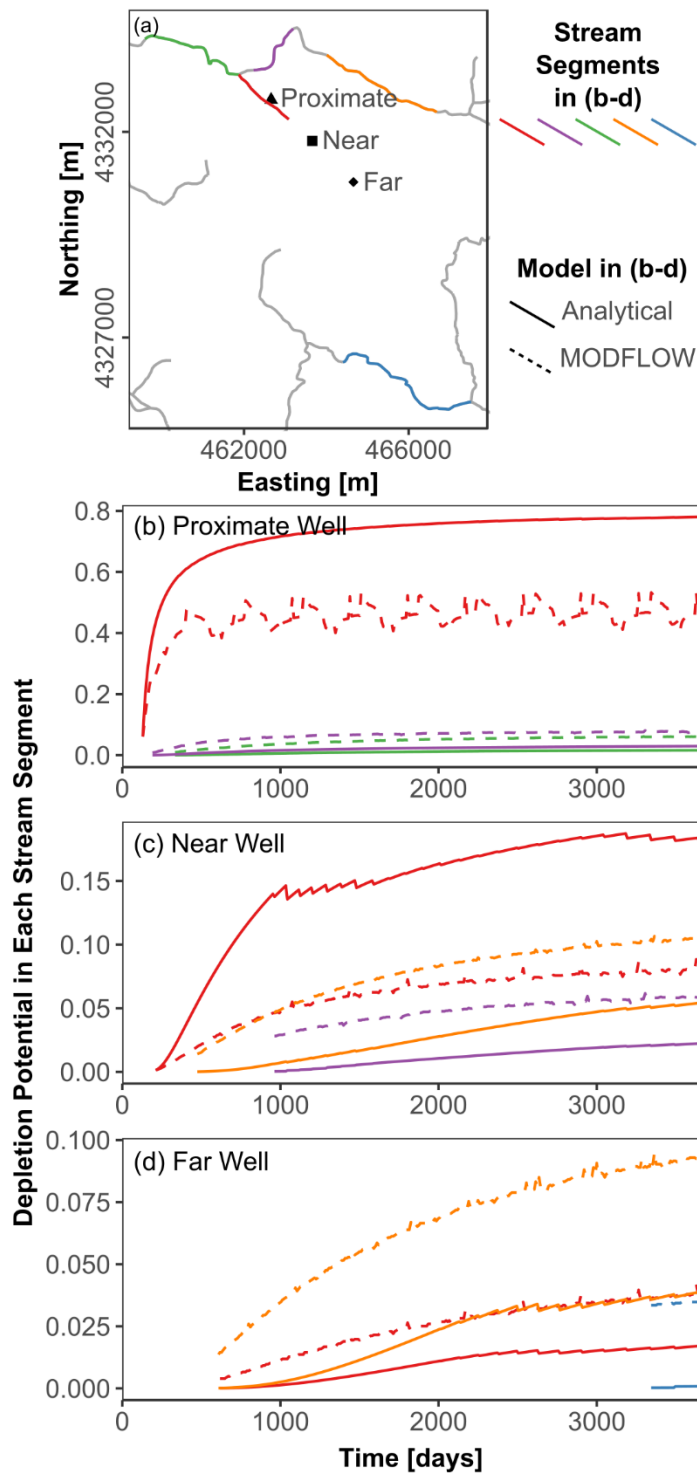 (a)
Proximate
Near
Far
4332000
4327000
Northing [m]
462000 466000
Easting [m]
Stream
Segments
in (b-d)
Model in (b-d)
Analytical
MODFLOW
Depletion Potential in Each Stream Segment
(b) Proximate Well
0.8
0.6
0.4
0.2
0.0
0 1000 2000 3000
(c) Near Well
0.15
0.10
0.05
0.00
0 1000 2000 3000
(d) Far Well
0.100
0.075
0.050
0.025
0.000
0 1000 2000 3000
Time [days]